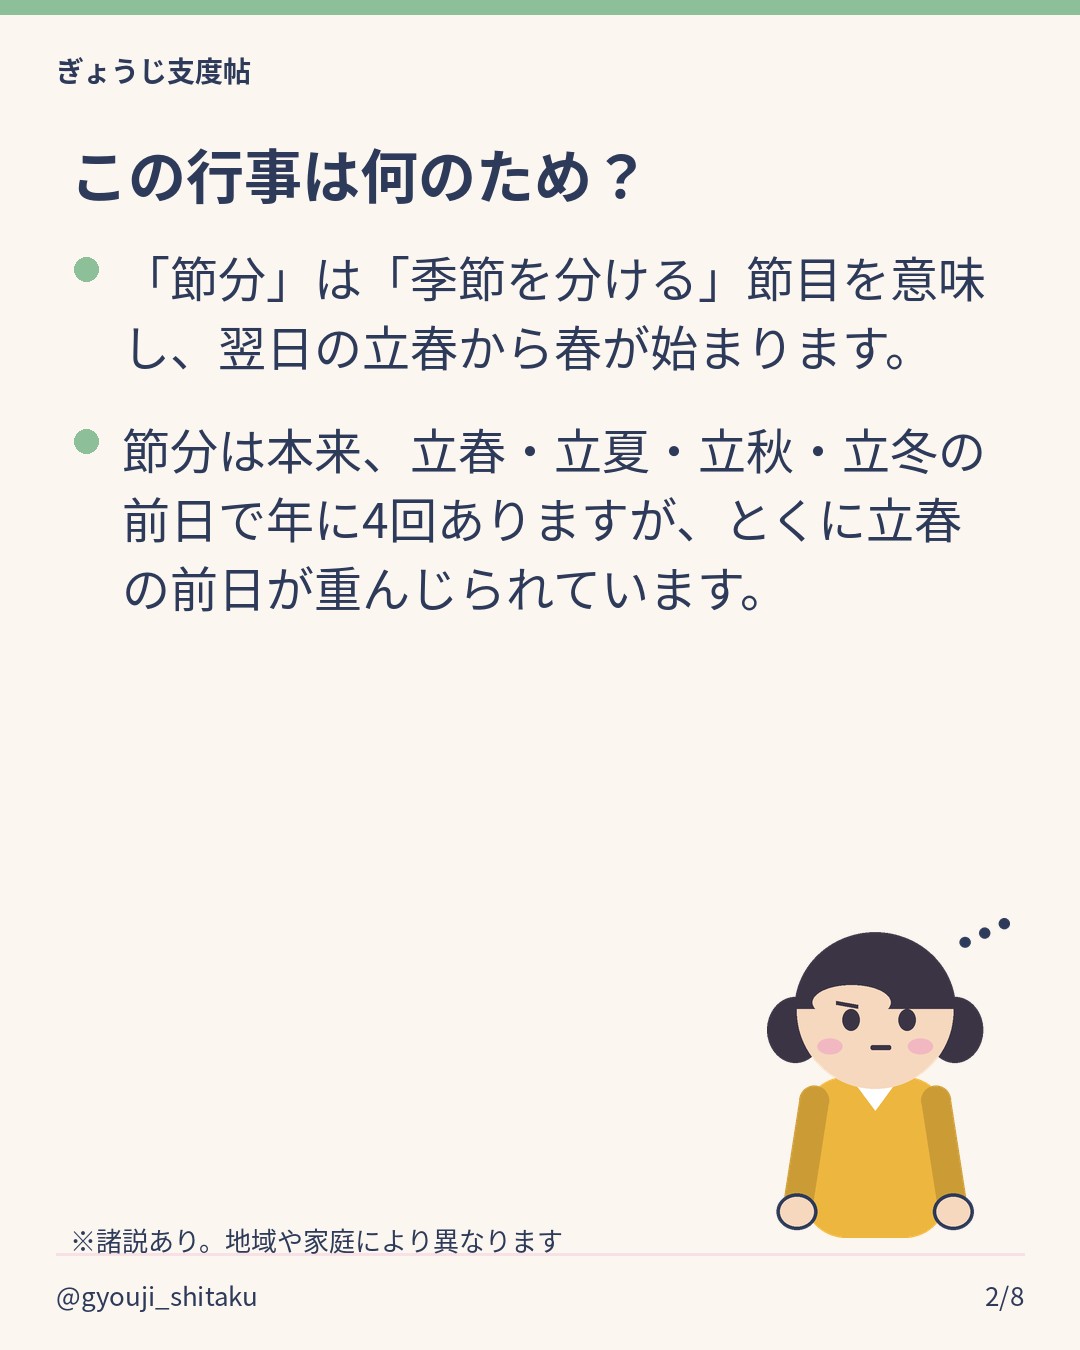 ぎょうじ支度帖
この行事は何のため？
「節分」は「季節を分ける」節目を意味
し、翌日の立春から春が始まります。
節分は本来、立春・立夏・立秋・立冬の
前日で年に4回ありますが、とくに立春
の前日が重んじられています。
※諸説あり。地域や家庭により異なります
@gyouji_shitaku
2/8